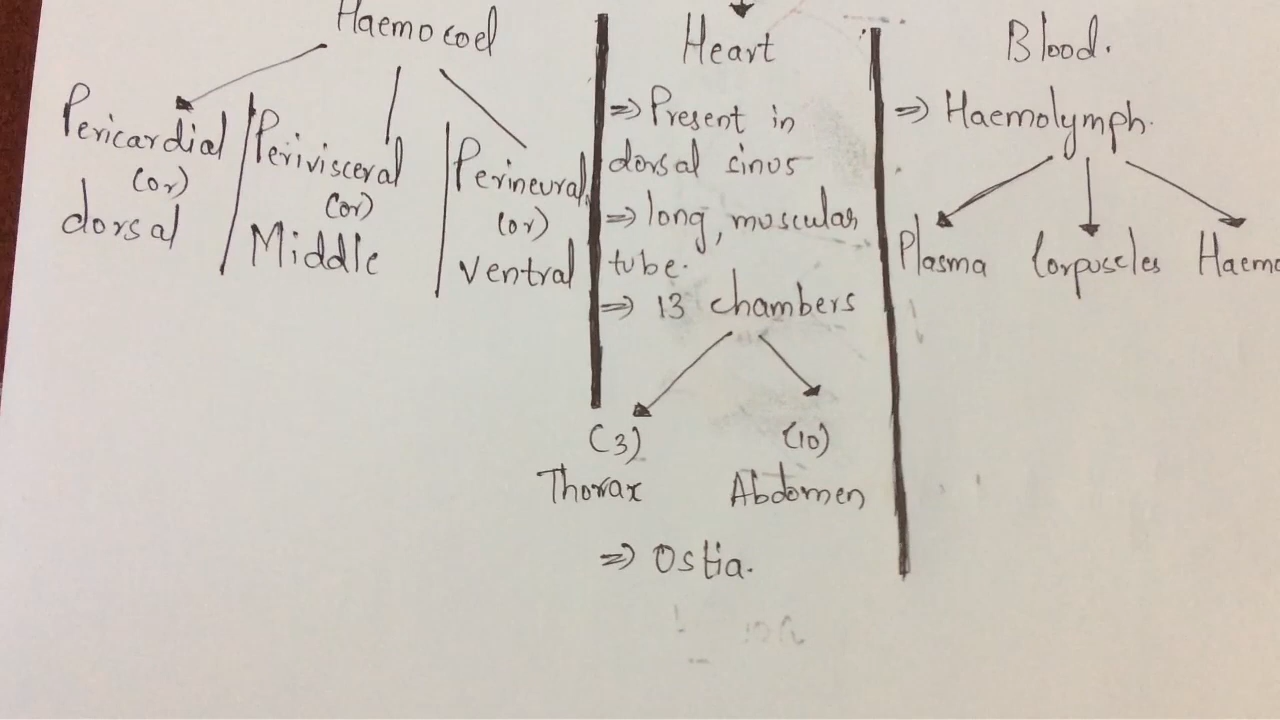 Haemocoel
Pericardial
(or)
dorsal
Perivisceral
(or)
Middle
Perineural
(or)
ventral
Heart
⇒ Present in
dorsal sinus
⇒ long, muscular
tube.
⇒ 13 chambers
(3)
Thorax
(10)
Abdomen
⇒ Ostia.
Blood.
⇒ Haemolymph.
Plasma
Corpuscles